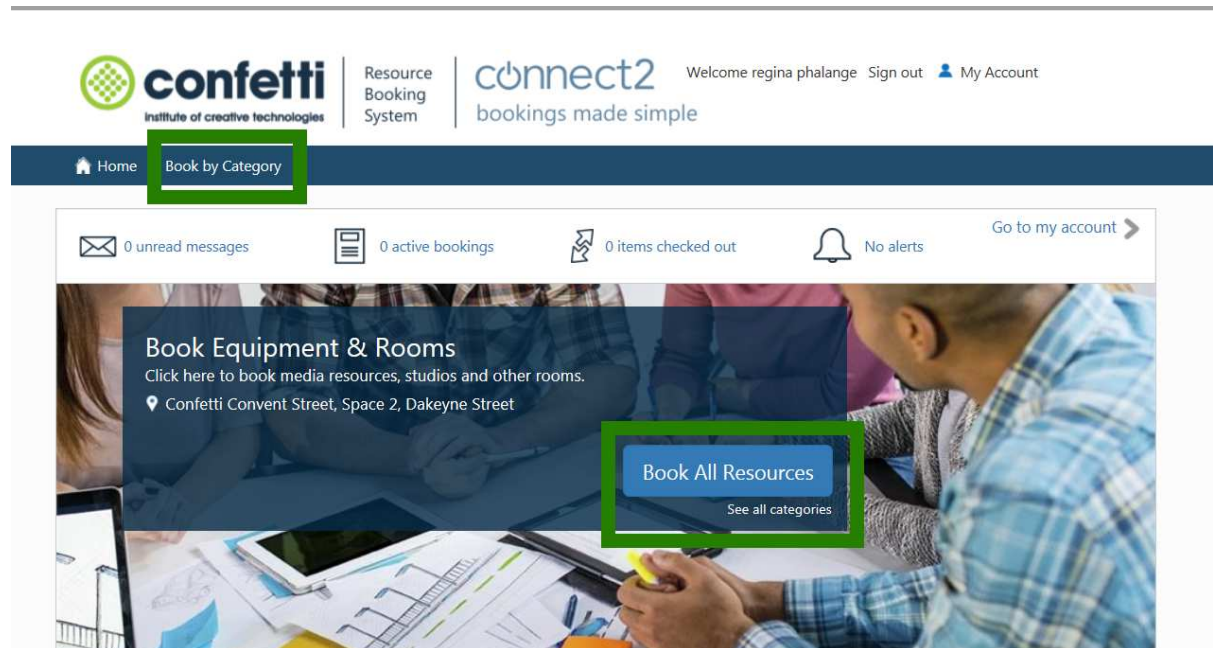 confetti
institute of creative technologies
Resource
Booking
System
connect2
bookings made simple
Welcome regina phalange Sign out My Account
Home Book by Category
0 unread messages 0 active bookings 0 items checked out No alerts Go to my account
Book Equipment & Rooms
Click here to book media resources, studios and other rooms.
Confetti Convent Street, Space 2, Dakeyne Street
Book All Resources
See all categories